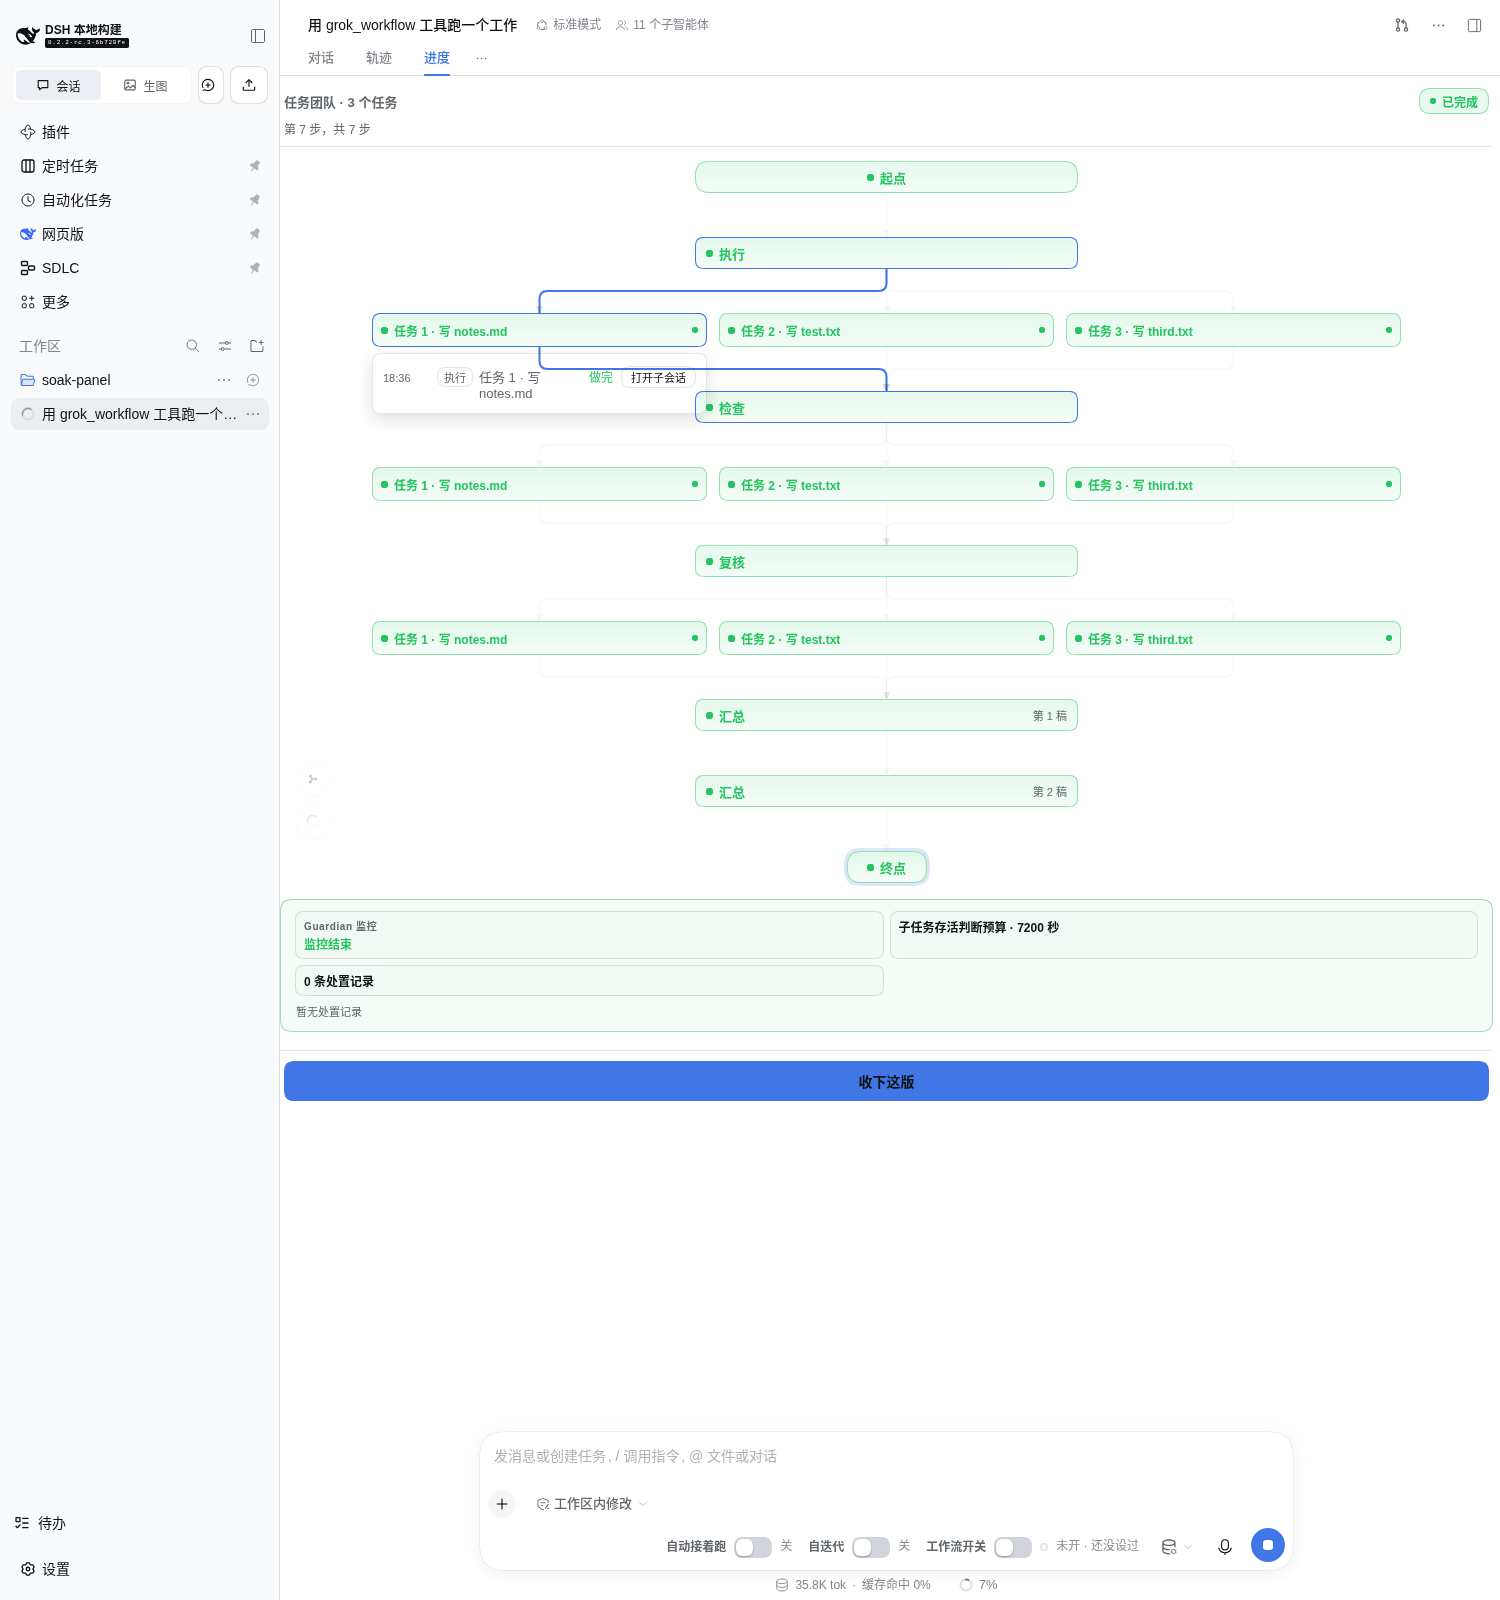 DSH 本地构建
0.2.2-rc.3-6b729fe
会话
生图
插件
定时任务
自动化任务
网页版
SDLC
更多
工作区
soak-panel
用 grok_workflow 工具跑一个…
待办
设置
用 grok_workflow 工具跑一个工作
标准模式
11 个子智能体
对话
轨迹
进度
任务团队 · 3 个任务
已完成
第 7 步，共 7 步
起点
执行
任务 1 · 写 notes.md
任务 2 · 写 test.txt
任务 3 · 写 third.txt
18:36
执行
任务 1 · 写
notes.md
做完
打开子会话
检查
任务 1 · 写 notes.md
任务 2 · 写 test.txt
任务 3 · 写 third.txt
复核
任务 1 · 写 notes.md
任务 2 · 写 test.txt
任务 3 · 写 third.txt
汇总
第 1 稿
汇总
第 2 稿
终点
Guardian 监控
监控结束
子任务存活判断预算 · 7200 秒
0 条处置记录
暂无处置记录
收下这版
发消息或创建任务, / 调用指令, @ 文件或对话
工作区内修改
自动接着跑
关
自迭代
关
工作流开关
未开 · 还没设过
35.8K tok · 缓存命中 0%
7%